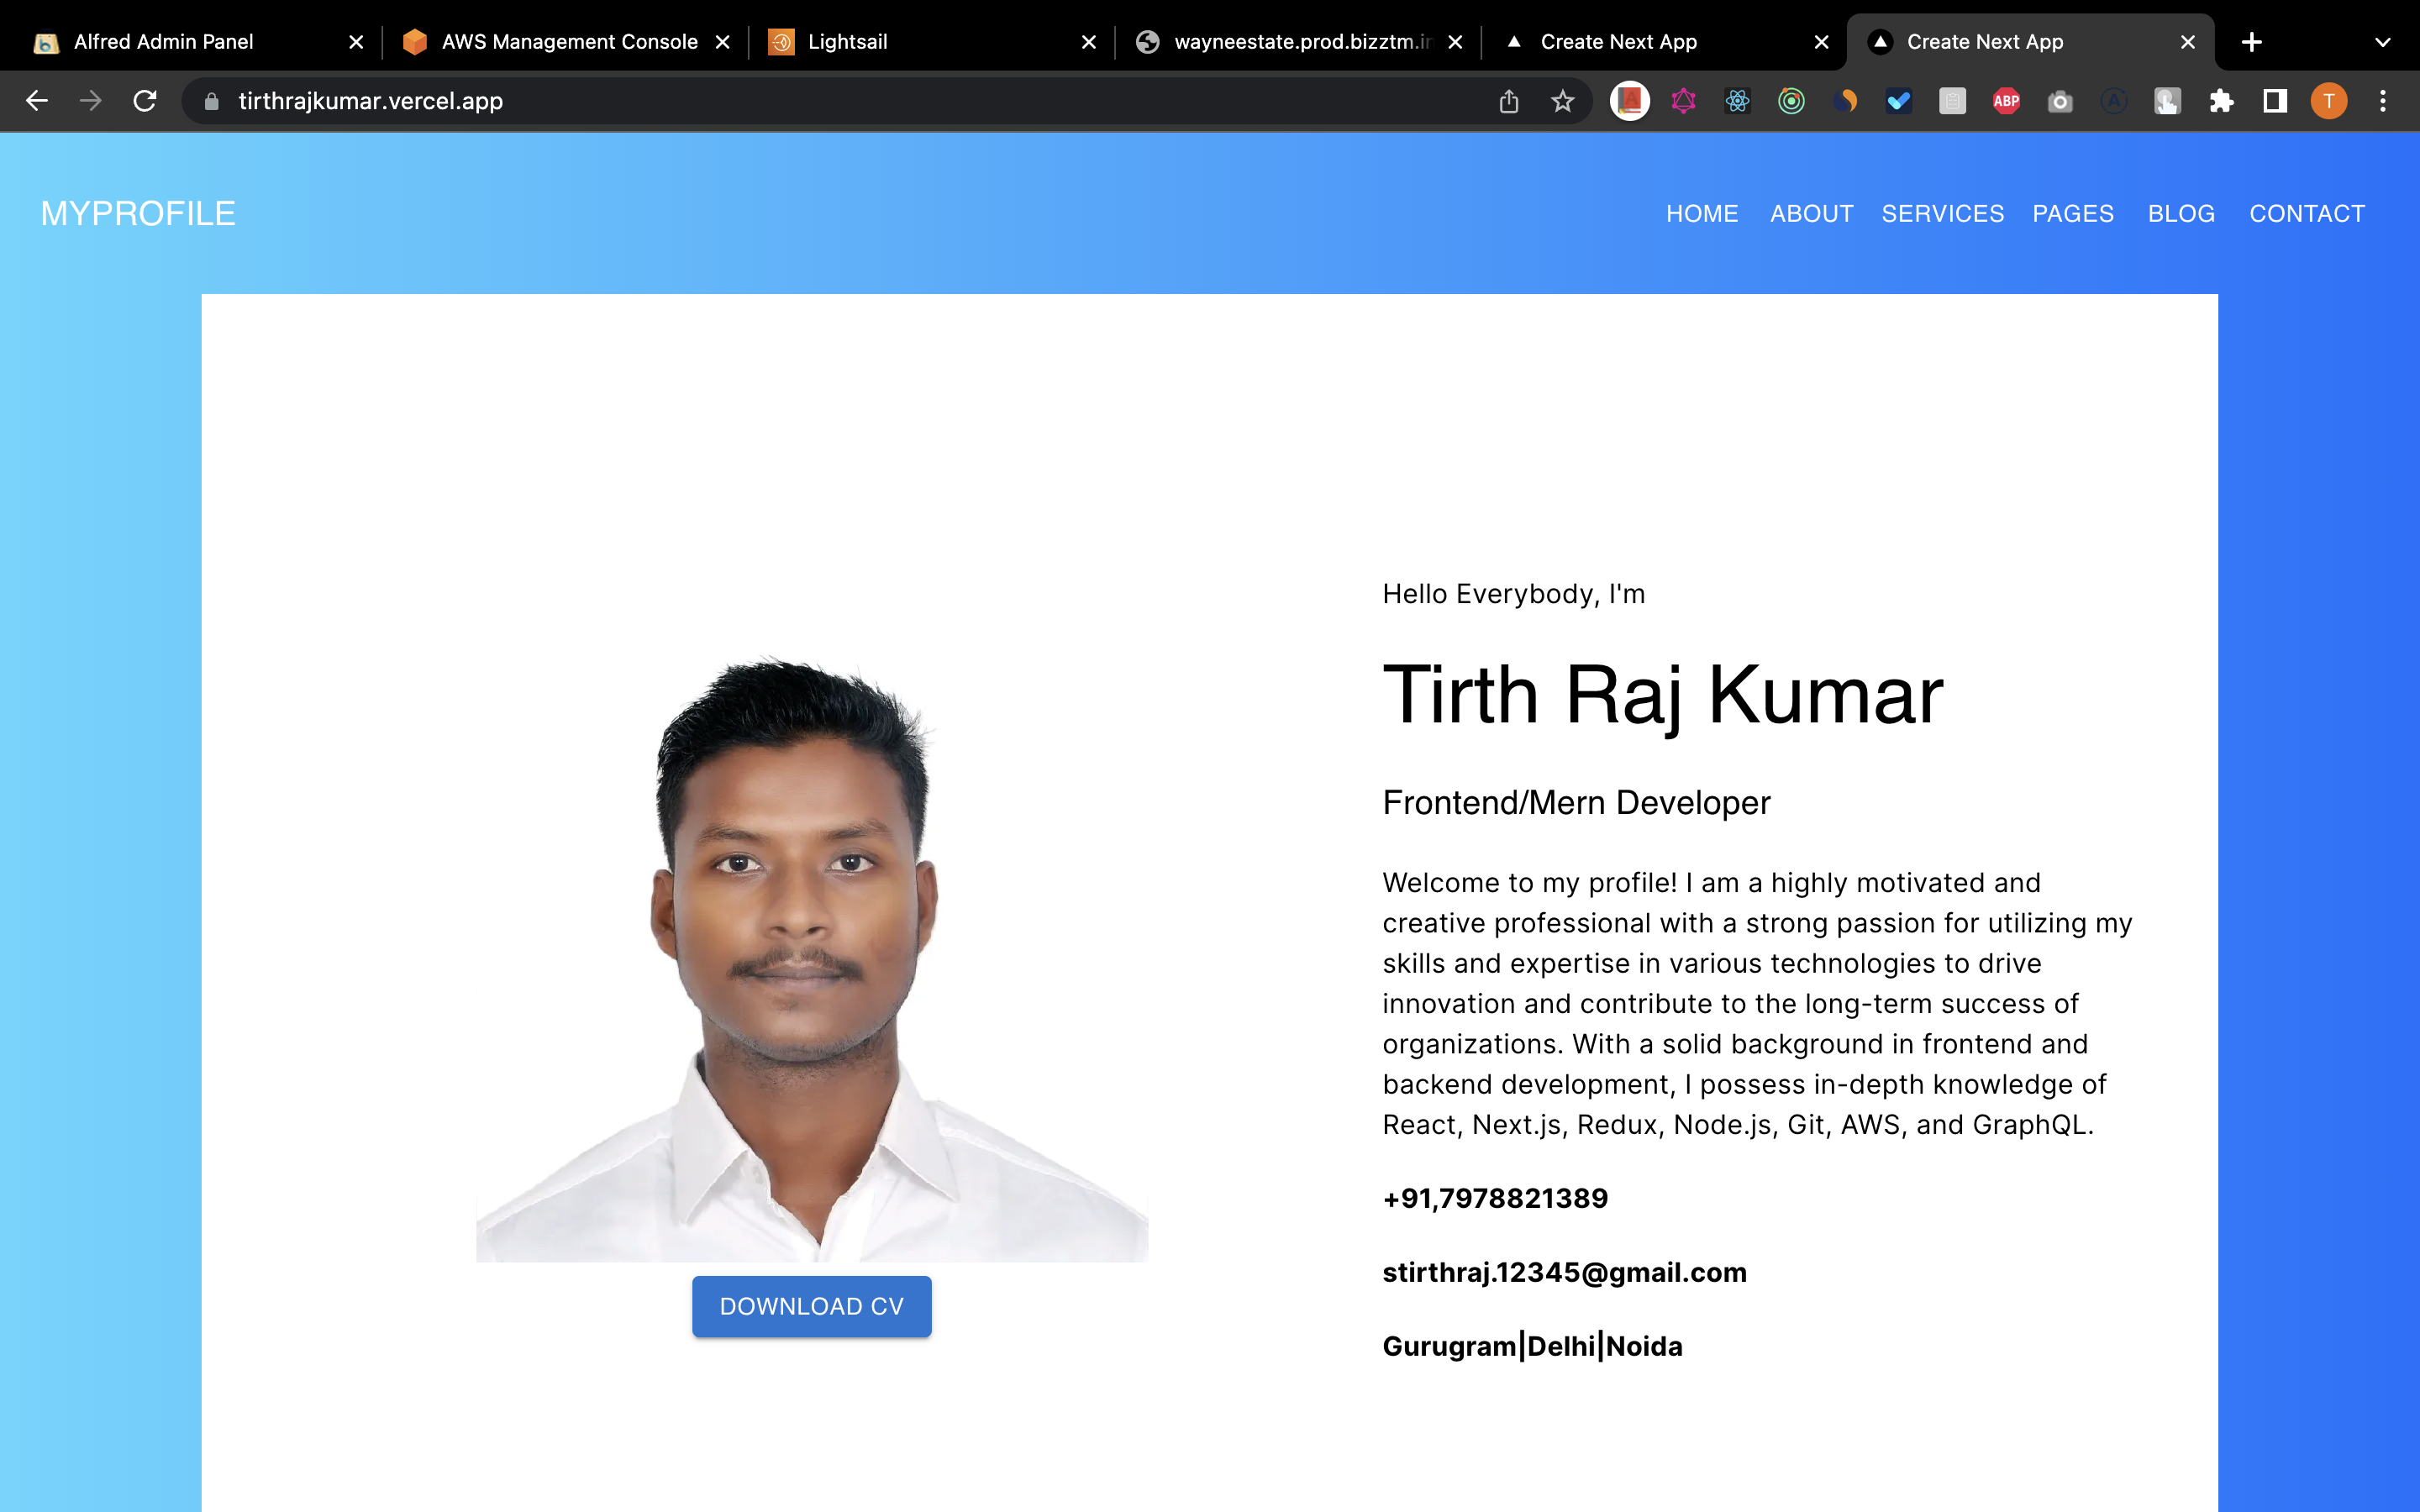 Alfred Admin Panel
AWS Management Console
Lightsail
wayneestate.prod.bizztm.in
Create Next App
Create Next App
tirthrajkumar.vercel.app
ABP
T
MYPROFILE
HOME ABOUT SERVICES PAGES BLOG CONTACT
Hello Everybody, I'm
Tirth Raj Kumar
Frontend/Mern Developer
Welcome to my profile! I am a highly motivated and
creative professional with a strong passion for utilizing my
skills and expertise in various technologies to drive
innovation and contribute to the long-term success of
organizations. With a solid background in frontend and
backend development, I possess in-depth knowledge of
React, Next.js, Redux, Node.js, Git, AWS, and GraphQL.
+91,7978821389
stirthraj.12345@gmail.com
Gurugram|Delhi|Noida
DOWNLOAD CV